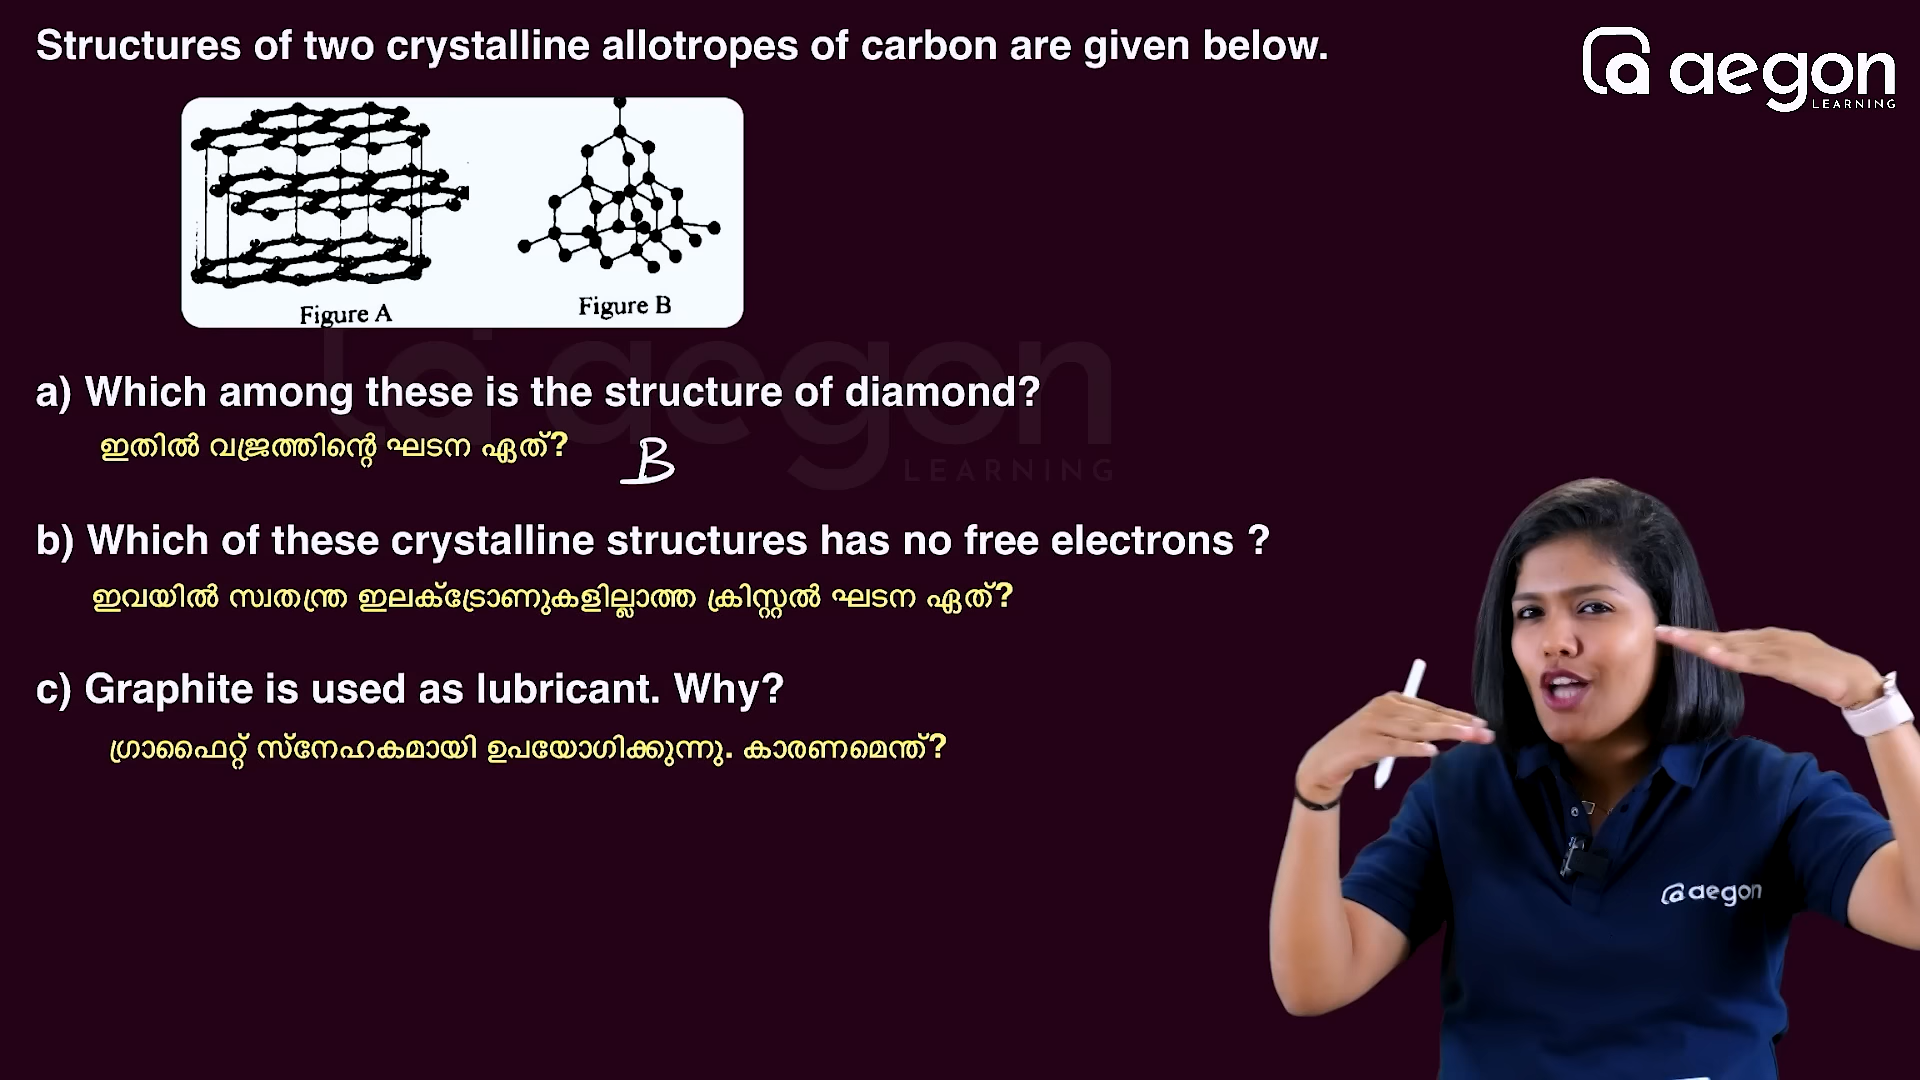 Structures of two crystalline allotropes of carbon are given below.
aegon
LEARNING
Figure A
Figure B
a) Which among these is the structure of diamond?
ഇതിൽ വജ്രത്തിന്റെ ഘടന ഏത്?
B
aegon
LEARNING
b) Which of these crystalline structures has no free electrons ?
ഇവയിൽ സ്വതന്ത്ര ഇലക്ട്രോണുകളില്ലാത്ത ക്രിസ്റ്റൽ ഘടന ഏത്?
c) Graphite is used as lubricant. Why?
ഗ്രാഫൈറ്റ് സ്നേഹകമായി ഉപയോഗിക്കുന്നു. കാരണമെന്ത്?
aegon